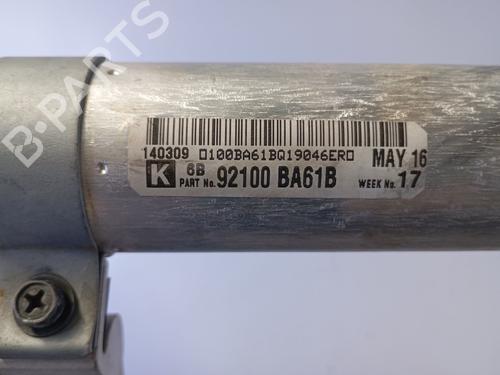 B-PARTS
140309 □100BA61BQ19046ER□ MAY 16
K 6B PART No. 92100 BA61B WEEK No. 17